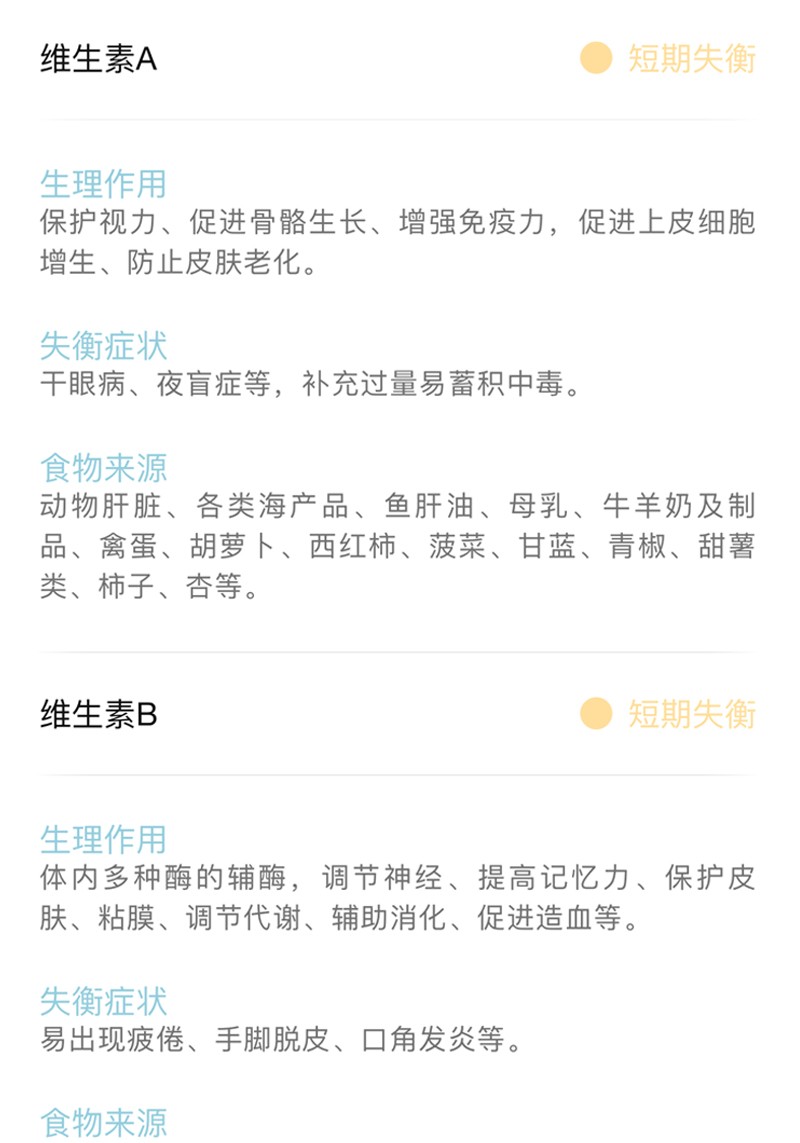 维生素A
短期失衡
生理作用
保护视力、促进骨骼生长、增强免疫力，促进上皮细胞
增生、防止皮肤老化。
失衡症状
干眼病、夜盲症等，补充过量易蓄积中毒。
食物来源
动物肝脏、各类海产品、鱼肝油、母乳、牛羊奶及制
品、禽蛋、胡萝卜、西红柿、菠菜、甘蓝、青椒、甜薯
类、柿子、杏等。
维生素B
短期失衡
生理作用
体内多种酶的辅酶，调节神经、提高记忆力、保护皮
肤、粘膜、调节代谢、辅助消化、促进造血等。
失衡症状
易出现疲倦、手脚脱皮、口角发炎等。
食物来源